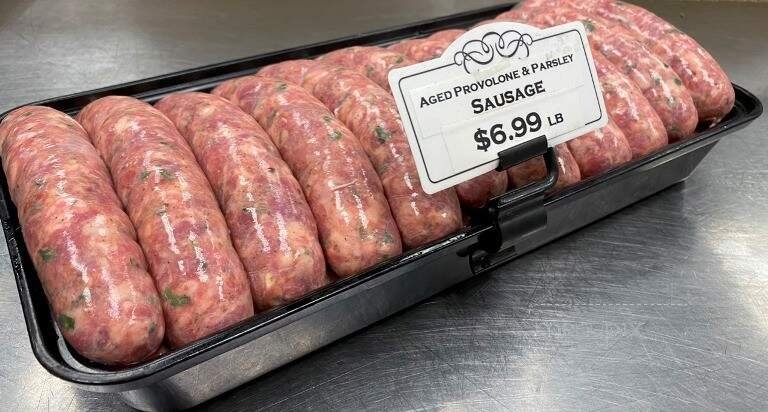 AGED PROVOLONE & PARSLEY
SAUSAGE
$6.99 LB